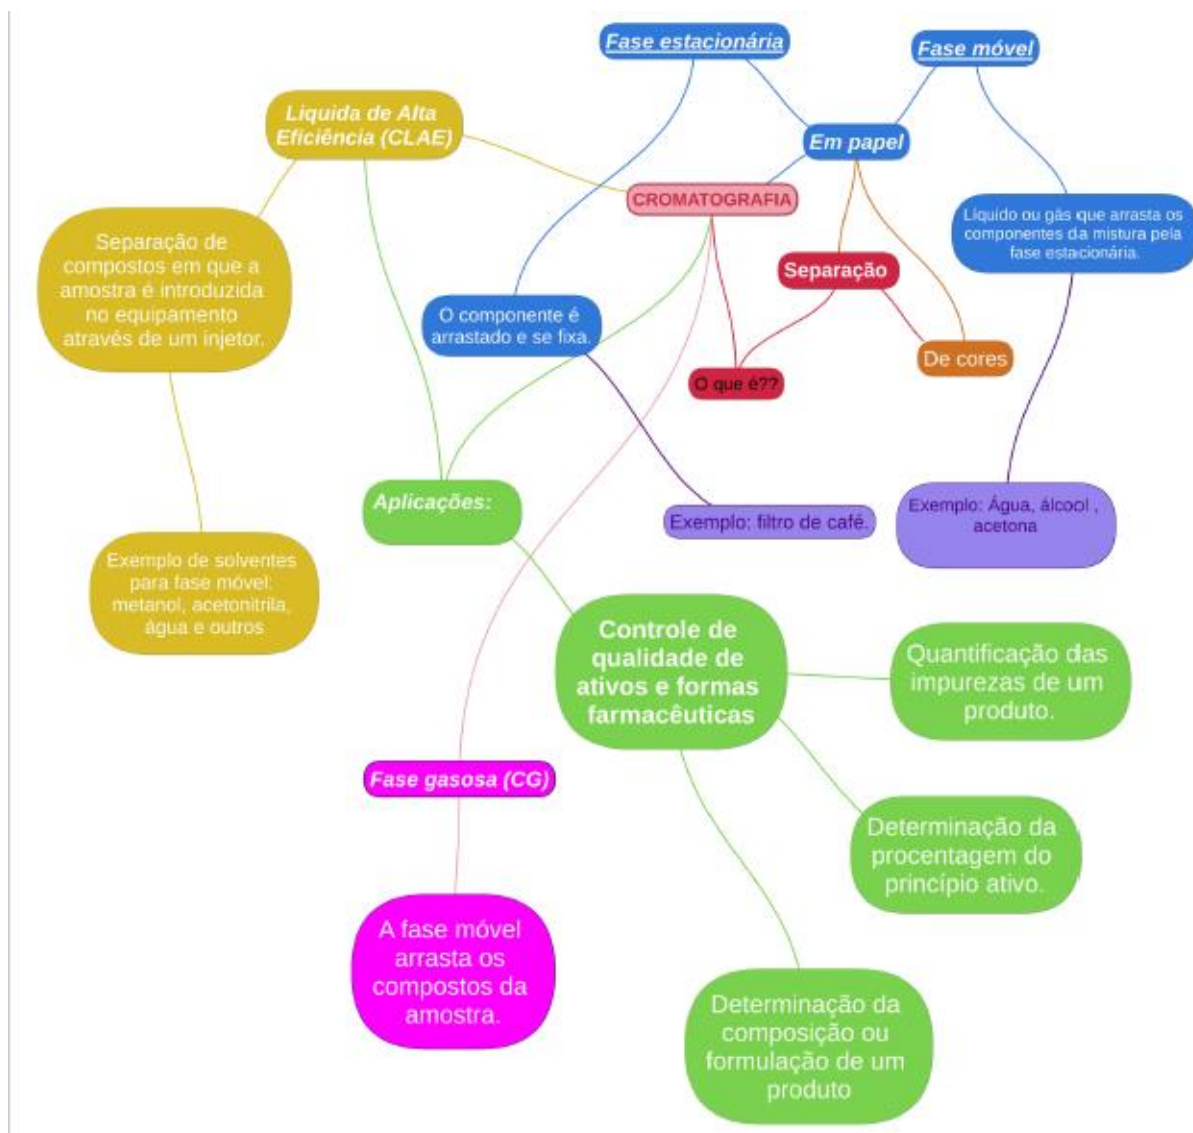 Fase estacionária
Fase móvel
Liquida de Alta
Eficiência (CLAE)
Em papel
CROMATOGRAFIA
Líquido ou gás que arrasta os
componentes da mistura pela
fase estacionária.
Separação de
compostos em que a
amostra é introduzida
no equipamento
através de um injetor.
Separação
O componente é
arrastado e se fixa.
De cores
O que é??
Aplicações:
Exemplo: filtro de café.
Exemplo: Água, álcool ,
acetona
Exemplo de solventes
para fase móvel:
metanol, acetonitrila,
água e outros
Controle de
qualidade de
ativos e formas
farmacêuticas
Quantificação das
impurezas de um
produto.
Fase gasosa (CG)
Determinação da
procentagem do
princípio ativo.
A fase móvel
arrasta os
compostos da
amostra.
Determinação da
composição ou
formulação de um
produto